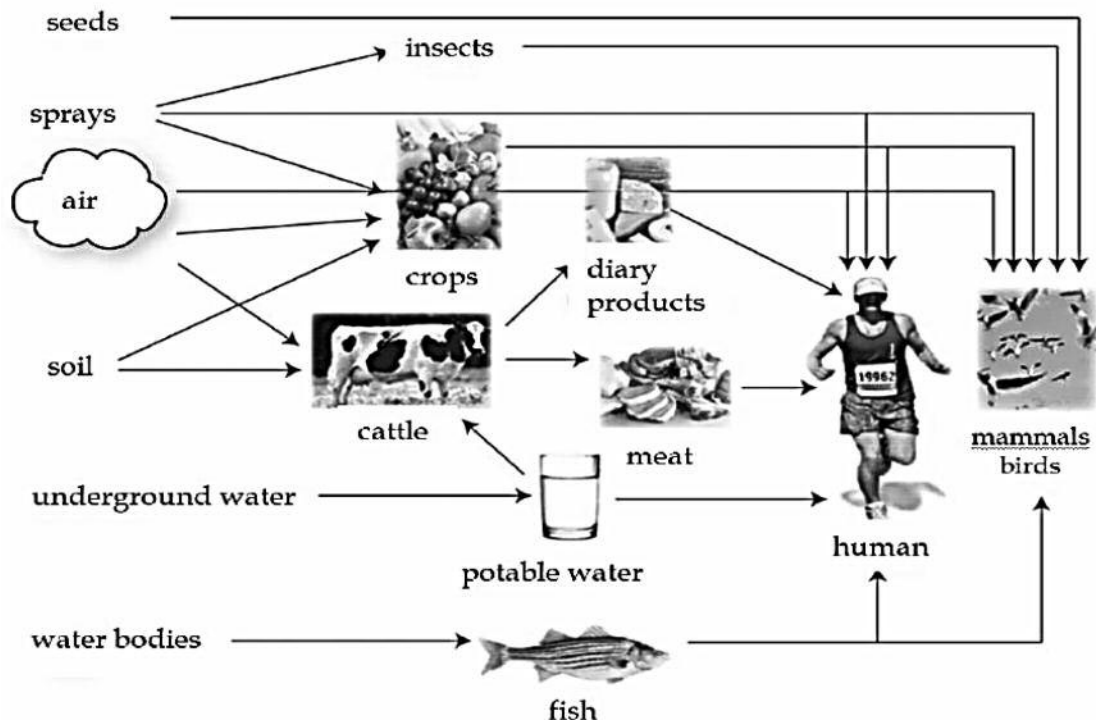 seeds
insects
sprays
air
crops
diary
products
soil
19962
cattle
meat
mammals
birds
underground water
human
potable water
water bodies
fish